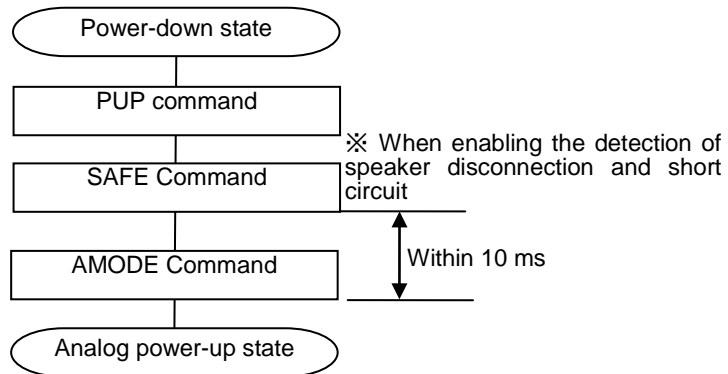 Power-down state
PUP command
※ When enabling the detection of
speaker disconnection and short
circuit
SAFE Command
AMODE Command
Within 10 ms
Analog power-up state